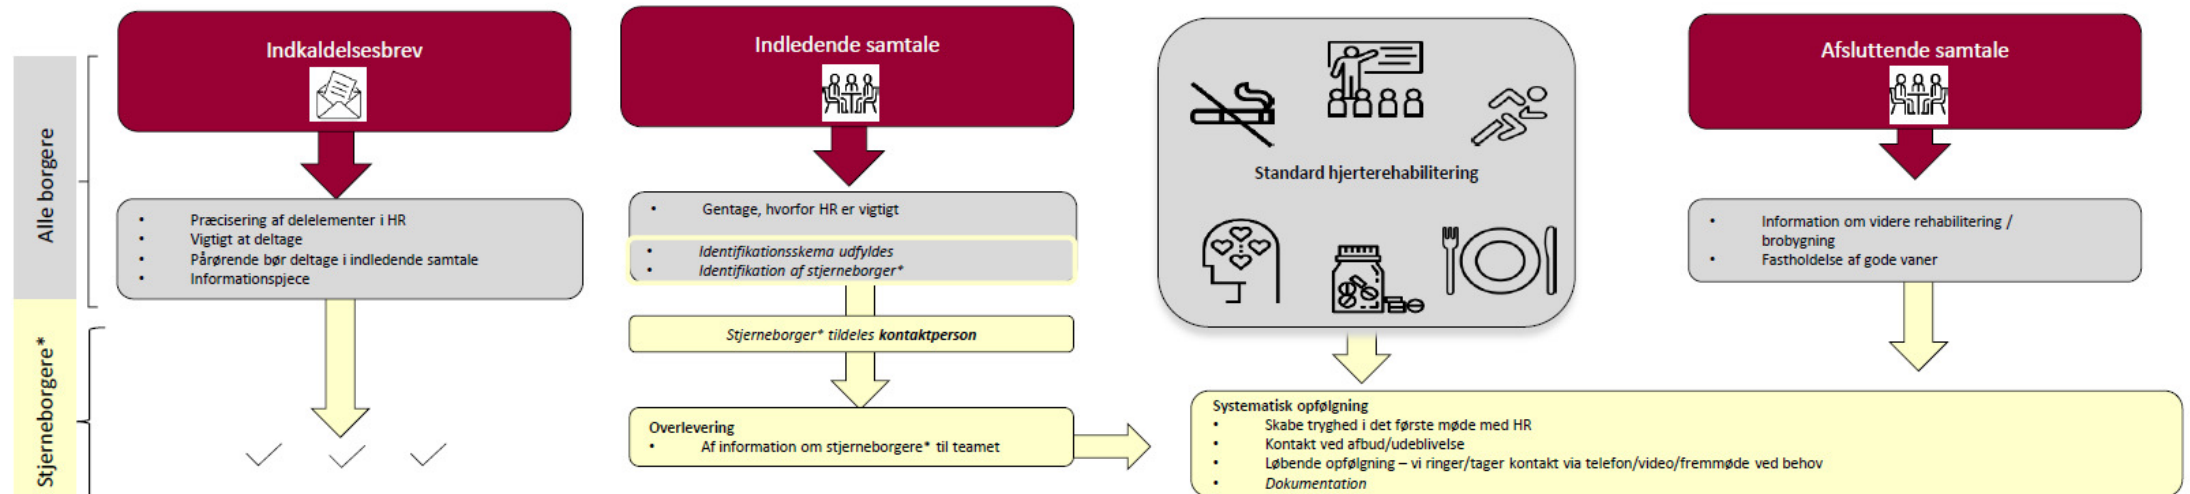 Alle borgere
Stjerneborgere*
Indkaldelsesbrev
• Præcisering af delelementer i HR
• Vigtigt at deltage
• Pårørende bør deltage i indledende samtale
• Informationspjece
Indledende samtale
• Gentage, hvorfor HR er vigtigt
• Identifikationsskema udfyldes
• Identifikation af stjerneborger*
Stjerneborger* tildeles kontaktperson
Overlevering
• Af information om stjerneborgere* til teamet
Standard hjerterehabilitering
Afsluttende samtale
• Information om videre rehabilitering /
brobygning
• Fastholdelse af gode vaner
Systematisk opfølgning
• Skabe tryghed i det første møde med HR
• Kontakt ved afbud/udeblivelse
• Løbende opfølgning – vi ringer/tager kontakt via telefon/video/fremmøde ved behov
• Dokumentation